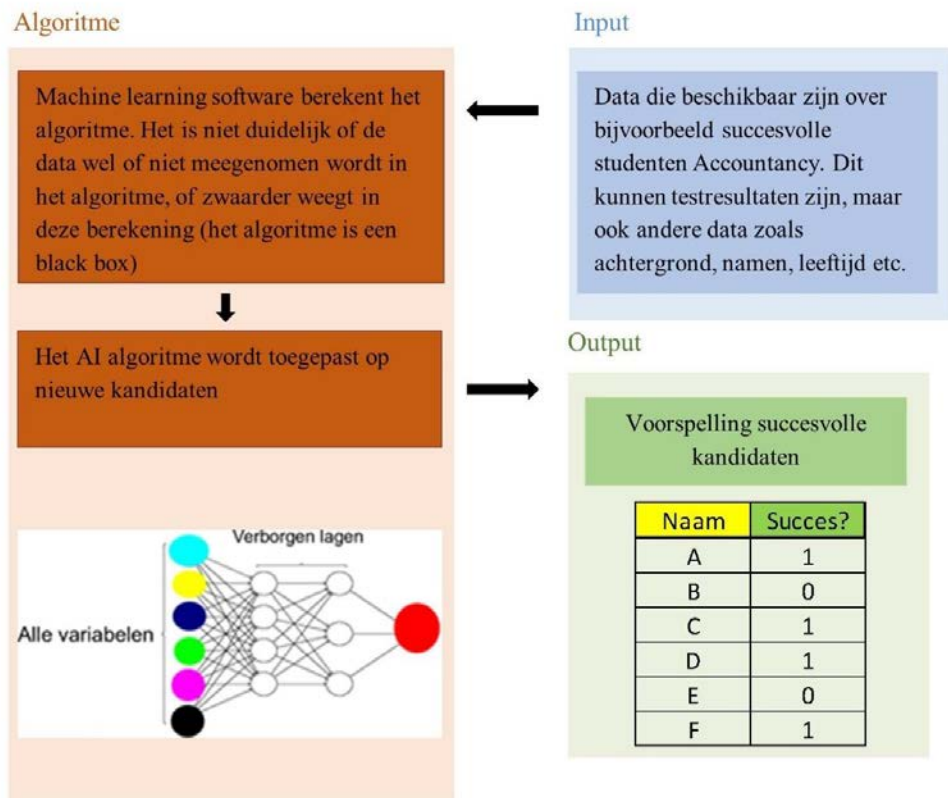 Algoritme
Machine learning software berekent het
algoritme. Het is niet duidelijk of de
data wel of niet meegenomen wordt in
het algoritme, of zwaarder weegt in
deze berekening (het algoritme is een
black box)
Het AI algoritme wordt toegepast op
nieuwe kandidaten
Verborgen lagen
Alle variabelen
Input
Data die beschikbaar zijn over
bijvoorbeeld succesvolle
studenten Accountancy. Dit
kunnen testresultaten zijn, maar
ook andere data zoals
achtergrond, namen, leeftijd etc.
Output
Voorspelling succesvolle
kandidaten
Naam Succes?
A 1
B 0
C 1
D 1
E 0
F 1